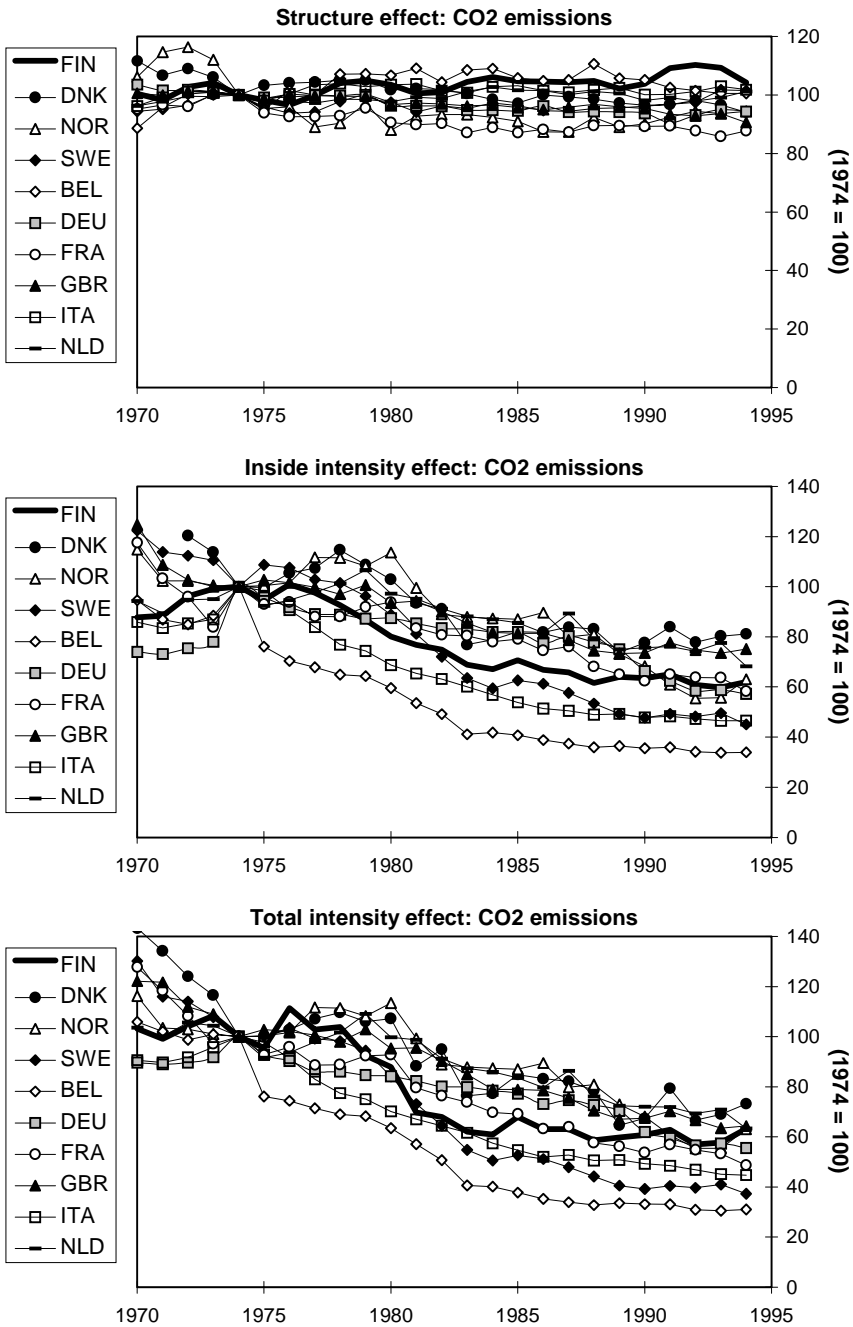 Structure effect: CO2 emissions
FIN
DNK
NOR
SWE
BEL
DEU
FRA
GBR
ITA
NLD
120
100
80
60
40
20
0
(1974 = 100)
1970 1975 1980 1985 1990 1995
Inside intensity effect: CO2 emissions
FIN
DNK
NOR
SWE
BEL
DEU
FRA
GBR
ITA
NLD
140
120
100
80
60
40
20
0
(1974 = 100)
1970 1975 1980 1985 1990 1995
Total intensity effect: CO2 emissions
FIN
DNK
NOR
SWE
BEL
DEU
FRA
GBR
ITA
NLD
140
120
100
80
60
40
20
0
(1974 = 100)
1970 1975 1980 1985 1990 1995